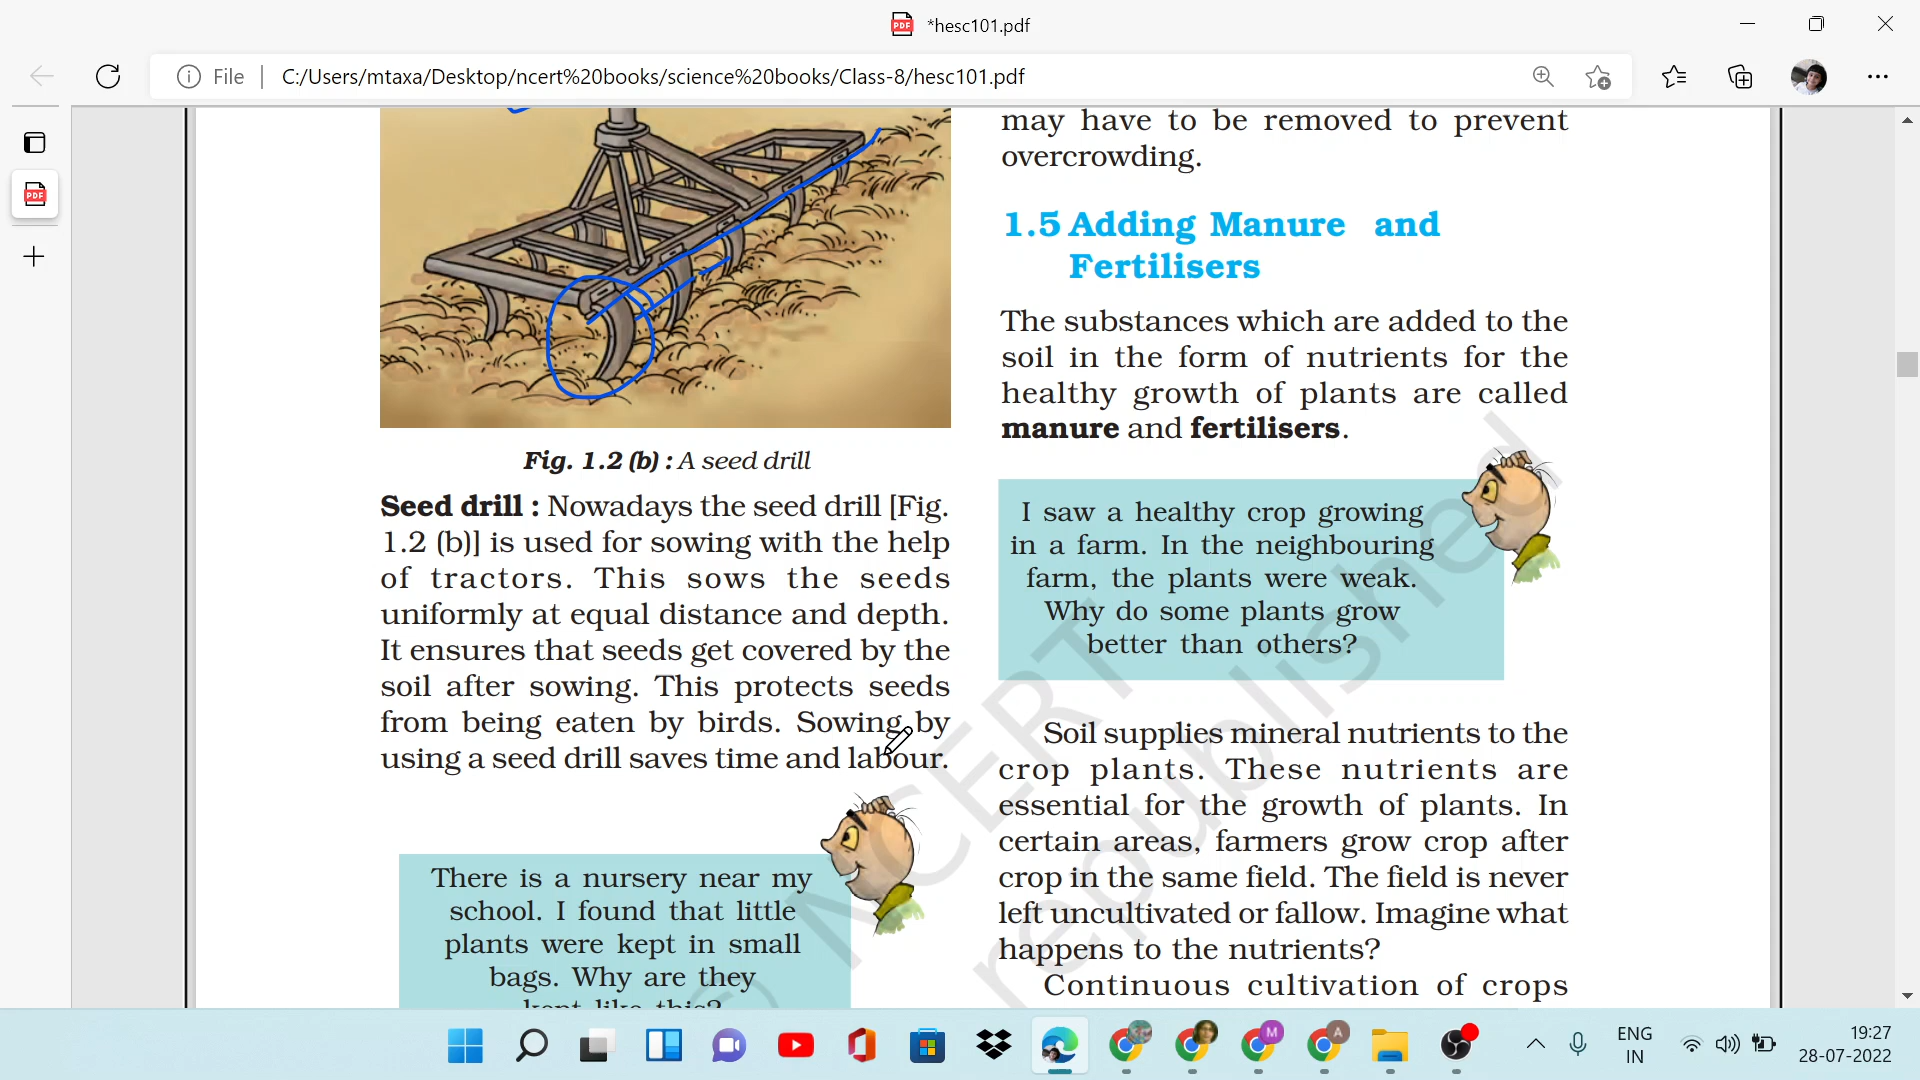 *hesc101.pdf
File
C:/Users/mtaxa/Desktop/ncert%20books/science%20books/Class-8/hesc101.pdf
Fig. 1.2 (b) : A seed drill
Seed drill : Nowadays the seed drill [Fig.
1.2 (b)] is used for sowing with the help
of tractors. This sows the seeds
uniformly at equal distance and depth.
It ensures that seeds get covered by the
soil after sowing. This protects seeds
from being eaten by birds. Sowing by
using a seed drill saves time and labour.
There is a nursery near my
school. I found that little
plants were kept in small
bags. Why are they
kept like this?
may have to be removed to prevent
overcrowding.
1.5 Adding Manure and
Fertilisers
The substances which are added to the
soil in the form of nutrients for the
healthy growth of plants are called
manure and fertilisers.
I saw a healthy crop growing
in a farm. In the neighbouring
farm, the plants were weak.
Why do some plants grow
better than others?
Soil supplies mineral nutrients to the
crop plants. These nutrients are
essential for the growth of plants. In
certain areas, farmers grow crop after
crop in the same field. The field is never
left uncultivated or fallow. Imagine what
happens to the nutrients?
Continuous cultivation of crops
© NCERT
republished
ENG
IN
19:27
28-07-2022
PDF
PDF
M
A